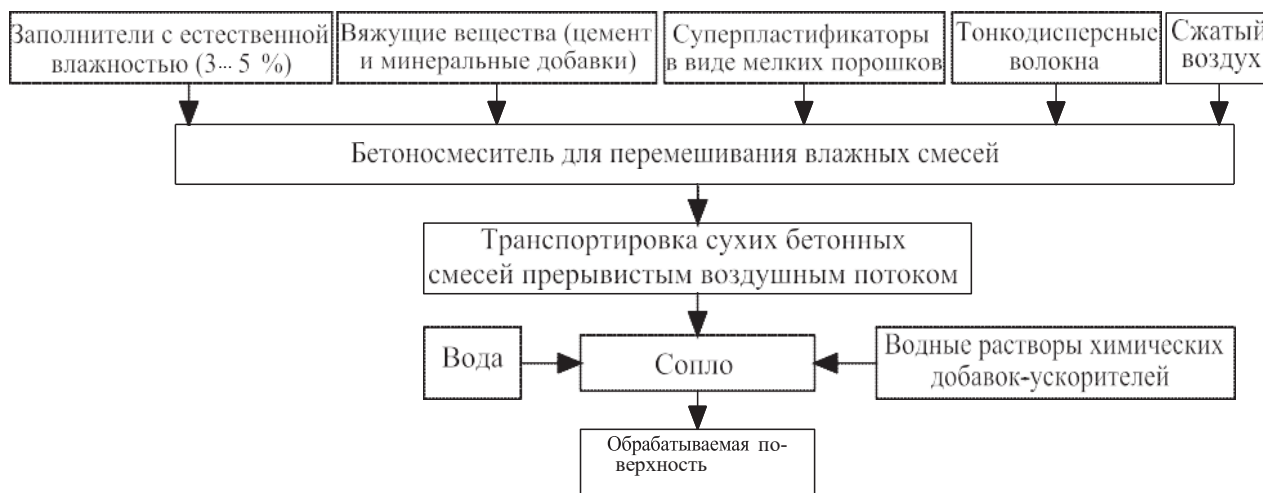 Заполнители с естественной
влажностью (3... 5 %)
Вяжущие вещества (цемент
и минеральные добавки)
Суперпластификаторы
в виде мелких порошков
Тонкодисперсные
волокна
Сжатый
воздух
Бетоносмеситель для перемешивания влажных смесей
Транспортировка сухих бетонных
смесей прерывистым воздушным потоком
Вода
Сопло
Водные растворы химических
добавок-ускорителей
Обрабатываемая по-
верхность